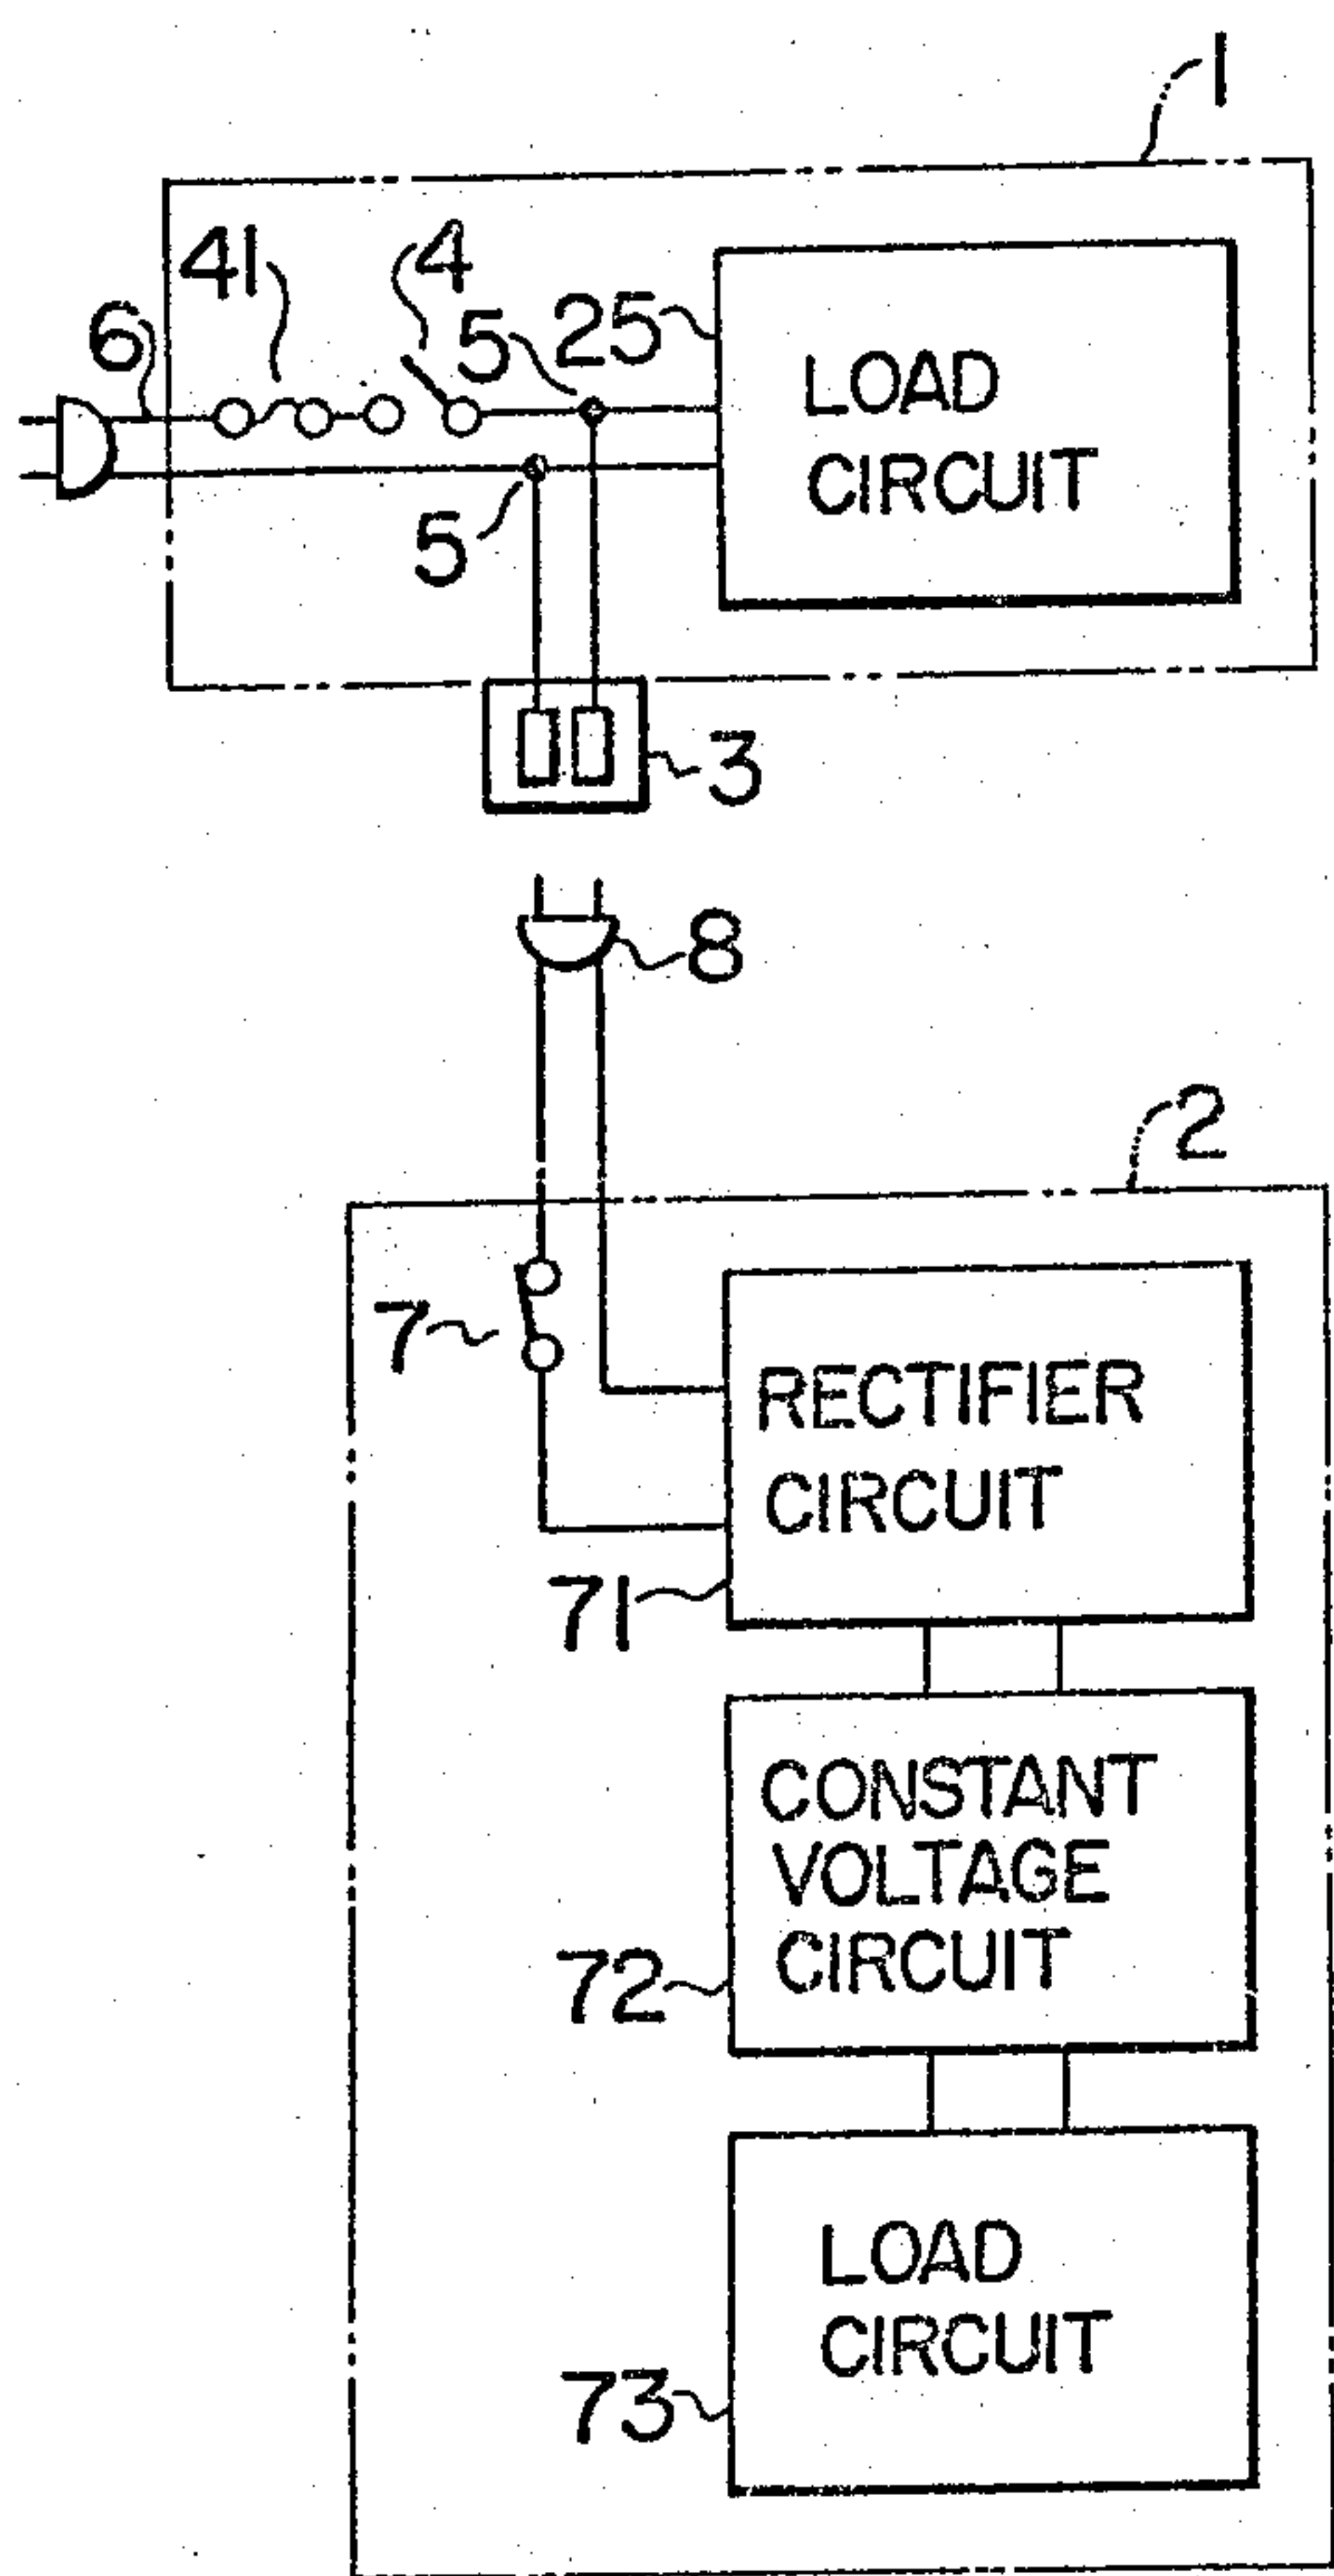 1
41
4
6
5
25
LOAD
CIRCUIT
5
3
8
2
7
RECTIFIER
CIRCUIT
71
CONSTANT
VOLTAGE
CIRCUIT
72
LOAD
CIRCUIT
73